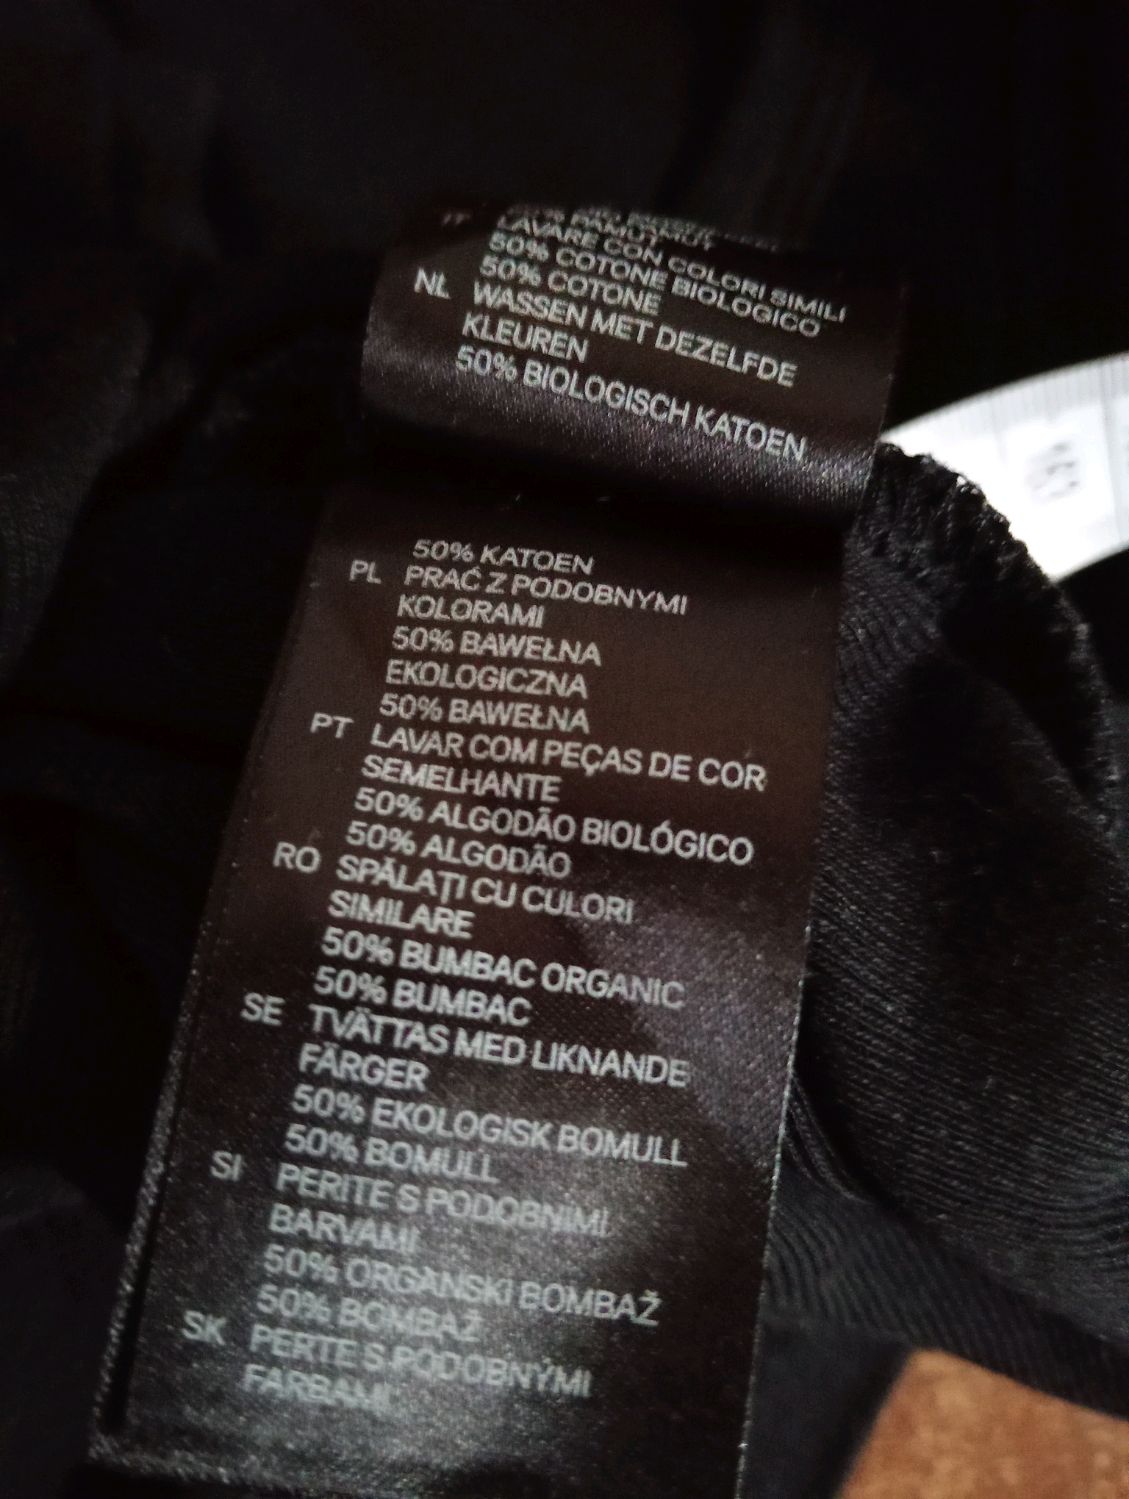 50% PAMUT
IT LAVARE CON COLORI SIMILI
50% COTONE BIOLOGICO
50% COTONE
NL WASSEN MET DEZELFDE
KLEUREN
50% BIOLOGISCH KATOEN
50% KATOEN
PL PRAĆ Z PODOBNYMI
KOLORAMI
50% BAWEŁNA
EKOLOGICZNA
50% BAWEŁNA
PT LAVAR COM PEÇAS DE COR
SEMELHANTE
50% ALGODÃO BIOLÓGICO
50% ALGODÃO
RO SPĂLAȚI CU CULORI
SIMILARE
50% BUMBAC ORGANIC
50% BUMBAC
SE TVÄTTAS MED LIKNANDE
FÄRGER
50% EKOLOGISK BOMULL
50% BOMULL
SI PERITE S PODOBNIMI
BARVAMI
50% ORGANSKI BOMBAŽ
50% BOMBAŽ
SK PERTE S PODOBNÝMI
FARBAMI